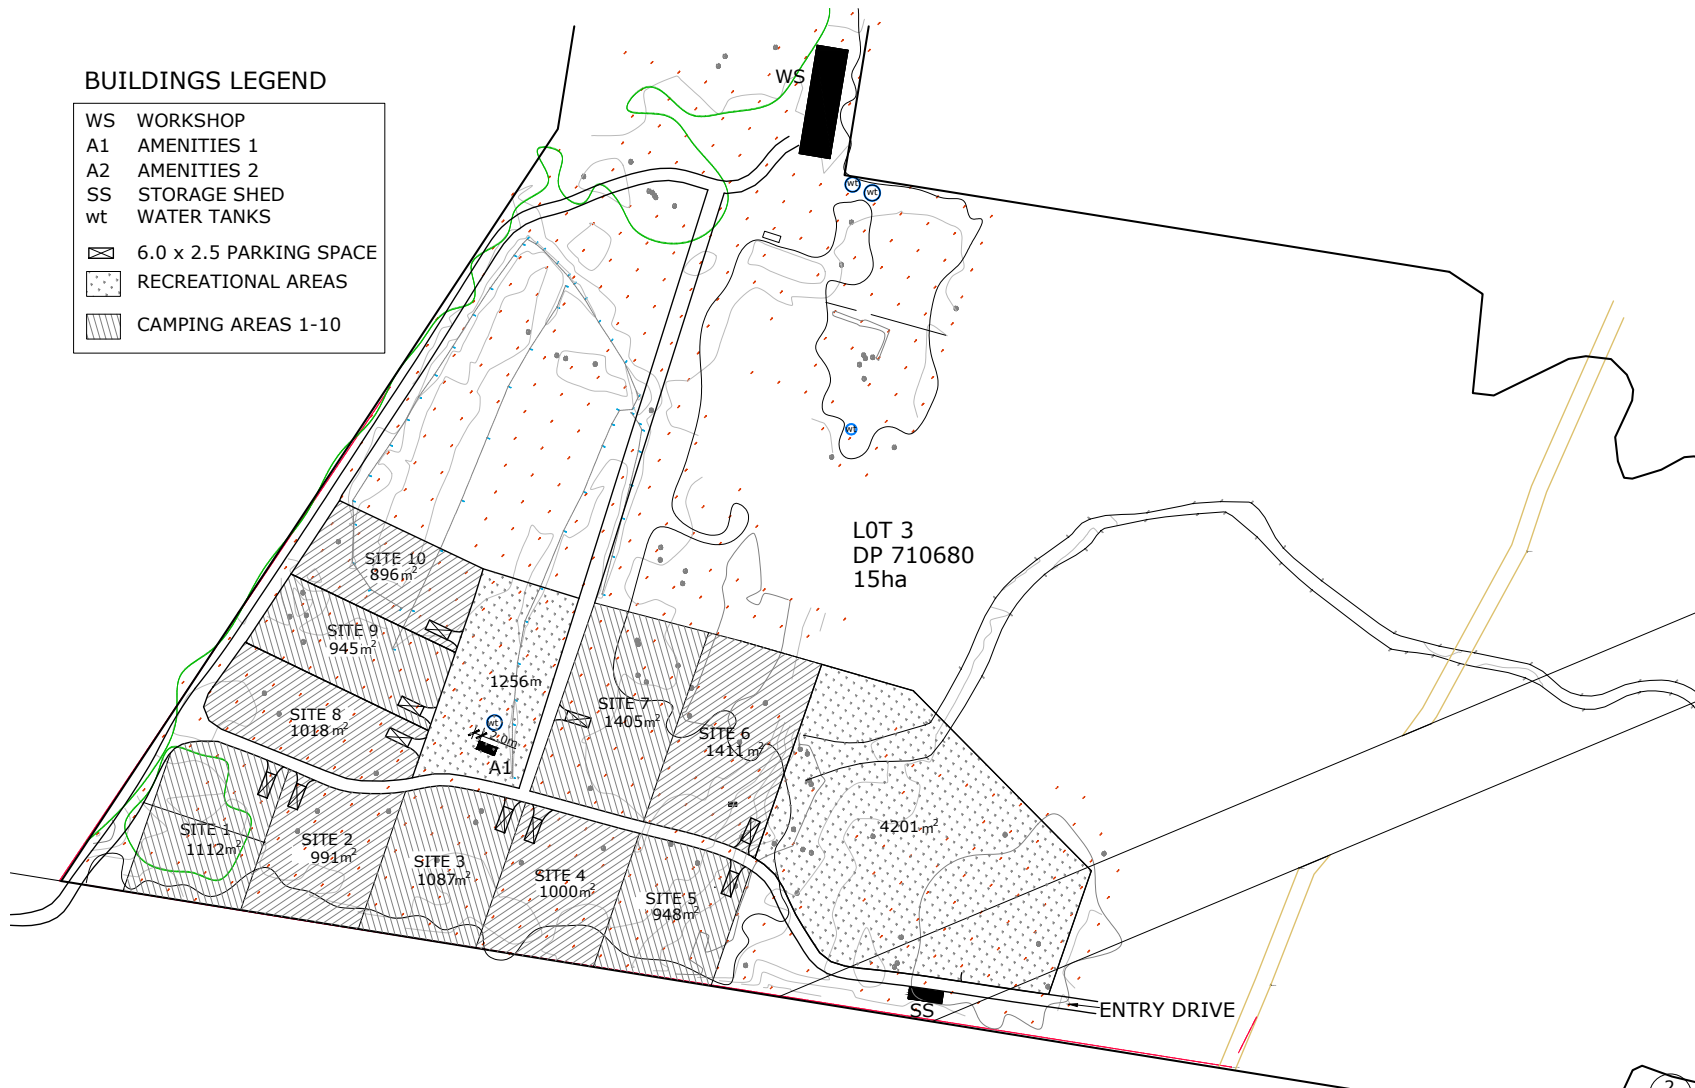 BUILDINGS LEGEND
WS WORKSHOP
A1 AMENITIES 1
A2 AMENITIES 2
SS STORAGE SHED
wt WATER TANKS
6.0 x 2.5 PARKING SPACE
RECREATIONAL AREAS
CAMPING AREAS 1-10
WS
wt
wt
wt
L0T 3
DP 710680
15ha
SITE 10
896m²
SITE 9
945m²
SITE 8
1018m²
1256m
wt
A1
SITE 7
1405m²
SITE 6
1411m²
4201m²
SITE 1
1112m²
SITE 2
991m²
SITE 3
1087m²
SITE 4
1000m²
SITE 5
948m²
SS
ENTRY DRIVE
2